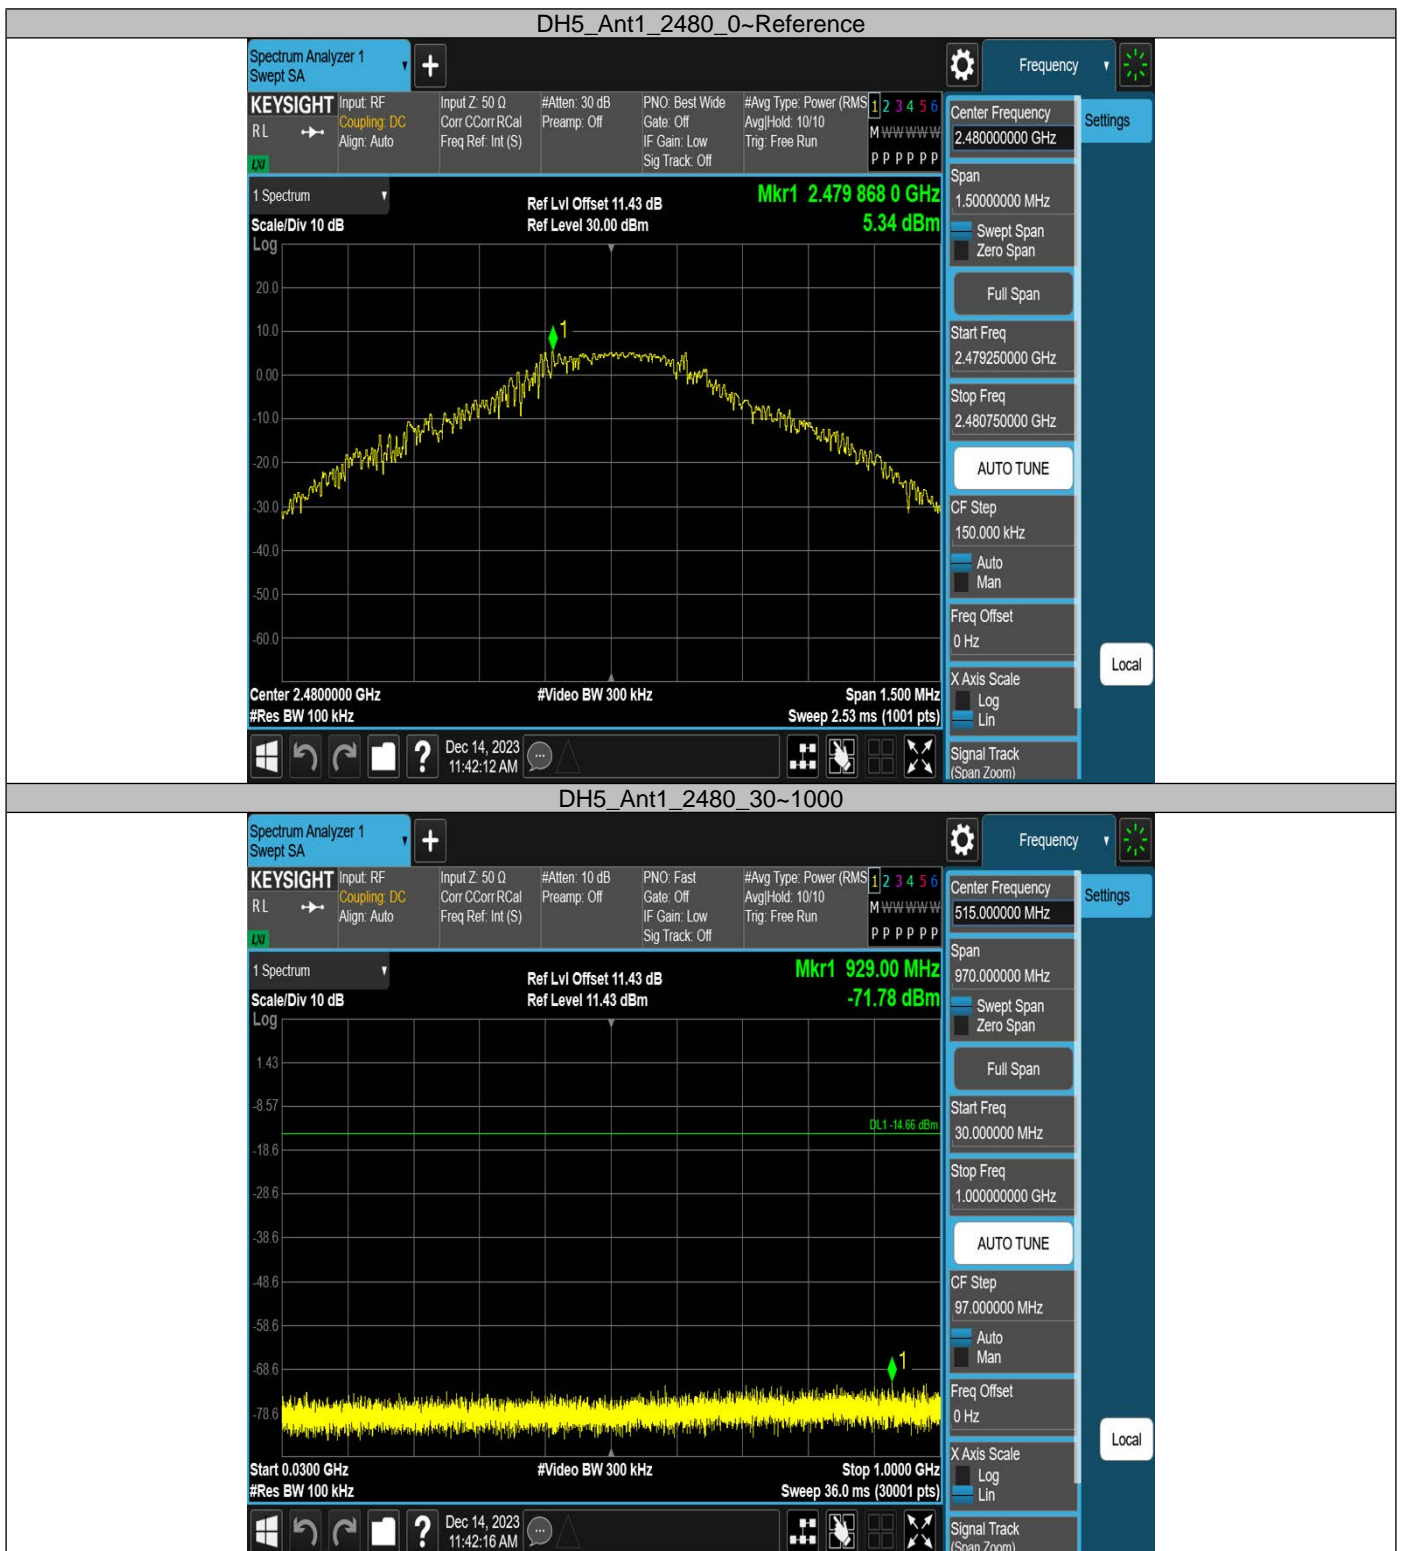 DH5_Ant1_2480_0~Reference
Spectrum Analyzer 1
Swept SA
Frequency
KEYSIGHT
RL
LXI
Input: RF
Coupling: DC
Align: Auto
Input Z: 50 Ω
Corr CCorr RCal
Freq Ref: Int (S)
#Atten: 30 dB
Preamp: Off
PNO: Best Wide
Gate: Off
IF Gain: Low
Sig Track: Off
#Avg Type: Power (RMS
Avg|Hold: 10/10
Trig: Free Run
1 2 3 4 5 6
M W W W W W
P P P P P P
1 Spectrum
Scale/Div 10 dB
Log
Ref Lvl Offset 11.43 dB
Ref Level 30.00 dBm
Mkr1 2.479 868 0 GHz
5.34 dBm
20.0
10.0
0.00
-10.0
-20.0
-30.0
-40.0
-50.0
-60.0
1
Center 2.4800000 GHz
#Res BW 100 kHz
#Video BW 300 kHz
Span 1.500 MHz
Sweep 2.53 ms (1001 pts)
Dec 14, 2023
11:42:12 AM
Center Frequency
2.480000000 GHz
Settings
Span
1.50000000 MHz
Swept Span
Zero Span
Full Span
Start Freq
2.479250000 GHz
Stop Freq
2.480750000 GHz
AUTO TUNE
CF Step
150.000 kHz
Auto
Man
Freq Offset
0 Hz
X Axis Scale
Log
Lin
Local
Signal Track
(Span Zoom)
DH5_Ant1_2480_30~1000
Spectrum Analyzer 1
Swept SA
Frequency
KEYSIGHT
RL
LXI
Input: RF
Coupling: DC
Align: Auto
Input Z: 50 Ω
Corr CCorr RCal
Freq Ref: Int (S)
#Atten: 10 dB
Preamp: Off
PNO: Fast
Gate: Off
IF Gain: Low
Sig Track: Off
#Avg Type: Power (RMS
Avg|Hold: 10/10
Trig: Free Run
1 2 3 4 5 6
M W W W W W
P P P P P P
1 Spectrum
Scale/Div 10 dB
Log
Ref Lvl Offset 11.43 dB
Ref Level 11.43 dBm
Mkr1 929.00 MHz
-71.78 dBm
1.43
-8.57
-18.6
-28.6
-38.6
-48.6
-58.6
-68.6
-78.6
DL1 -14.66 dBm
1
Start 0.0300 GHz
#Res BW 100 kHz
#Video BW 300 kHz
Stop 1.0000 GHz
Sweep 36.0 ms (30001 pts)
Dec 14, 2023
11:42:16 AM
Center Frequency
515.000000 MHz
Settings
Span
970.000000 MHz
Swept Span
Zero Span
Full Span
Start Freq
30.000000 MHz
Stop Freq
1.000000000 GHz
AUTO TUNE
CF Step
97.000000 MHz
Auto
Man
Freq Offset
0 Hz
X Axis Scale
Log
Lin
Local
Signal Track
(Span Zoom)